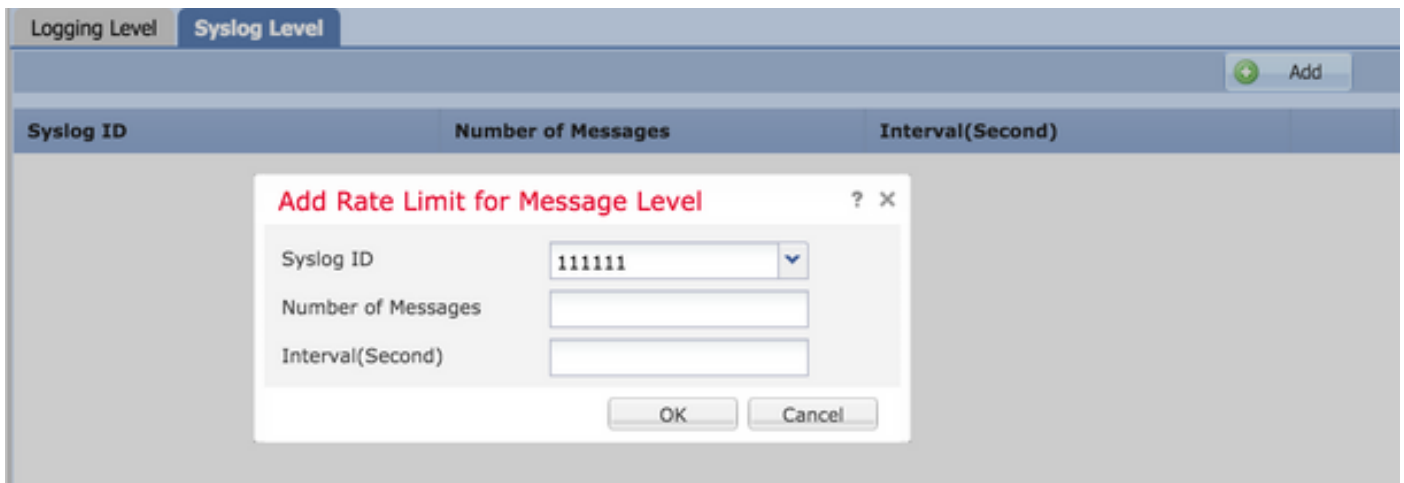 Logging Level Syslog Level
Add
Syslog ID Number of Messages Interval(Second)
Add Rate Limit for Message Level ? ×
Syslog ID 111111
Number of Messages
Interval(Second)
OK Cancel